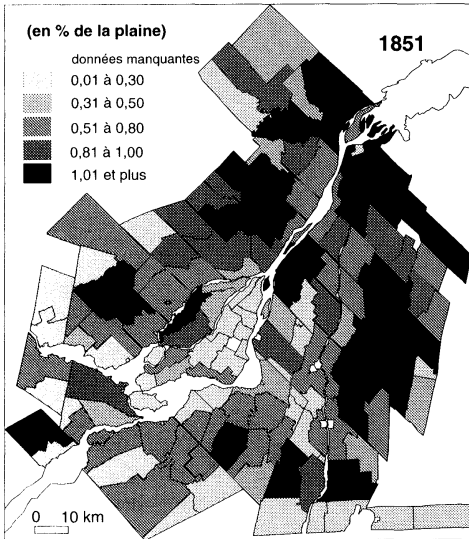 (en % de la plaine)
1851
données manquantes
0,01 à 0,30
0,31 à 0,50
0,51 à 0,80
0,81 à 1,00
1,01 et plus
0 10 km